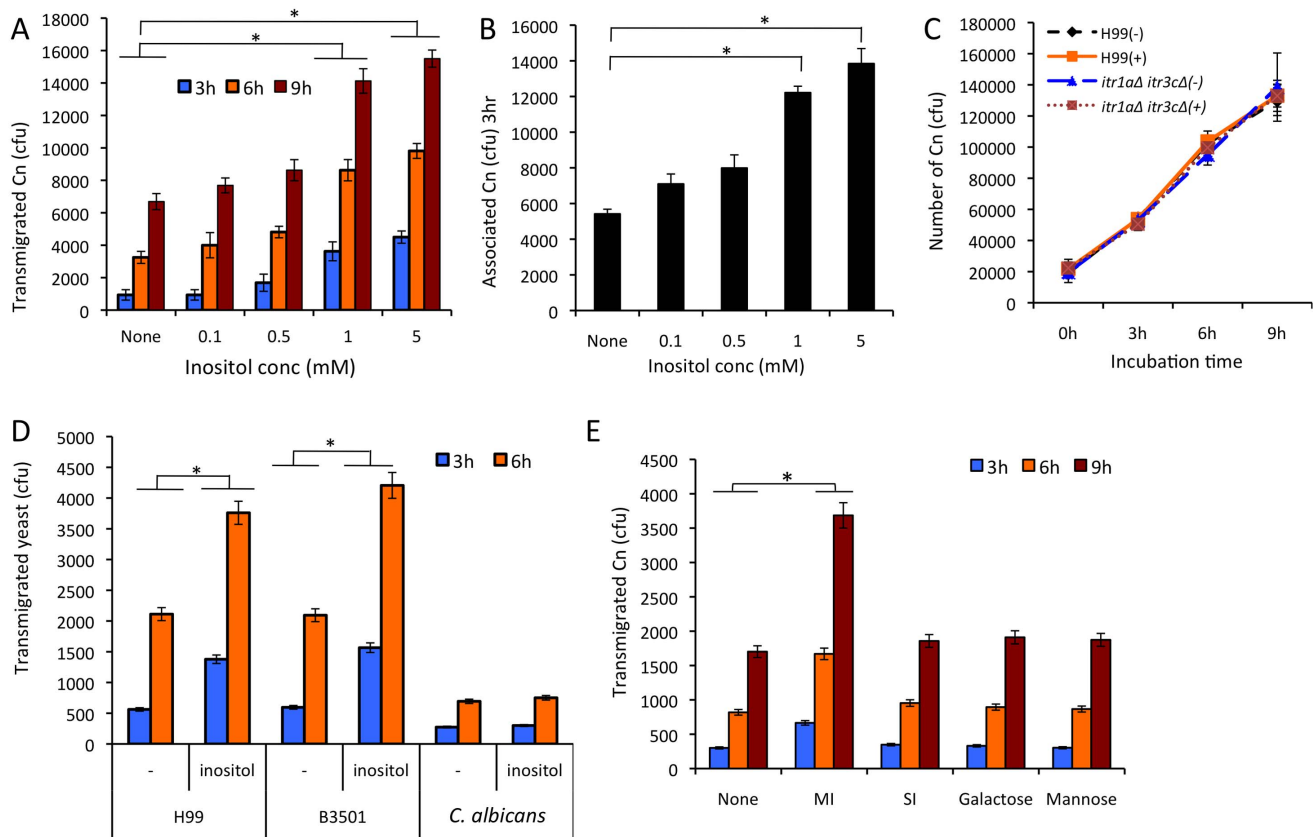 A
Transmigrated Cn (cfu)
18000
16000
14000
12000
10000
8000
6000
4000
2000
0
* 
*
3h 6h 9h
None 0.1 0.5 1 5
Inositol conc (mM)
B
Associated Cn (cfu) 3hr
16000
14000
12000
10000
8000
6000
4000
2000
0
*
*
None 0.1 0.5 1 5
Inositol conc (mM)
C
Number of Cn (cfu)
180000
160000
140000
120000
100000
80000
60000
40000
20000
0
H99(-)
H99(+)
itr1aΔ itr3cΔ(-)
itr1aΔ itr3cΔ(+)
0h 3h 6h 9h
Incubation time
D
Transmigrated yeast (cfu)
5000
4500
4000
3500
3000
2500
2000
1500
1000
500
0
* *
3h 6h
- inositol - inositol - inositol
H99 B3501 C. albicans
E
Transmigrated Cn (cfu)
4500
4000
3500
3000
2500
2000
1500
1000
500
0
*
3h 6h 9h
None MI SI Galactose Mannose